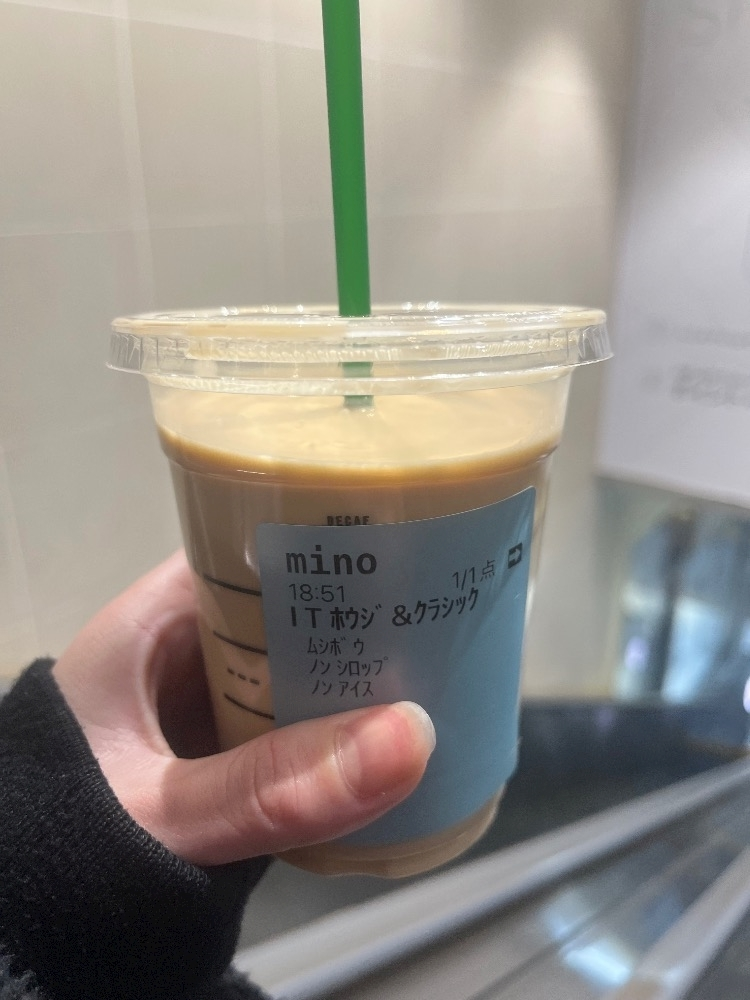 DECAF
mino
18:51 1/1点
IT ﾎｳｼﾞ &ｸﾗｼｯｸ
ﾑｼﾎﾞｳ
ﾉﾝ ｼﾛｯﾌﾟ
ﾉﾝ ｱｲｽ